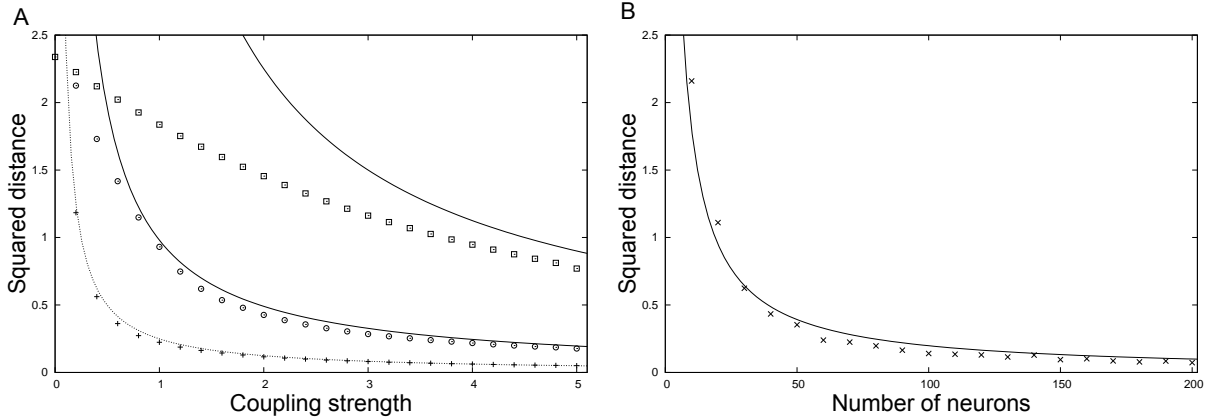 A
2.5
2
1.5
1
0.5
0
0 1 2 3 4 5
Squared distance
Coupling strength
B
2.5
2
1.5
1
0.5
0
0 50 100 150 200
Squared distance
Number of neurons